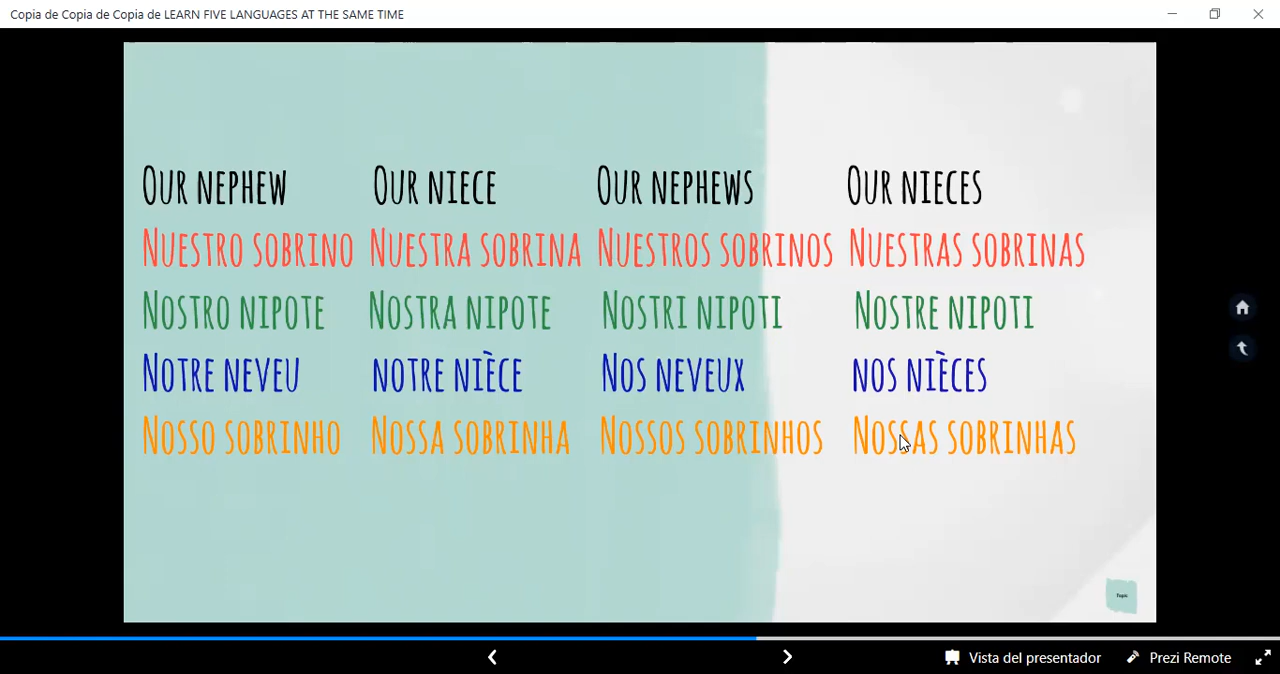 Copia de Copia de Copia de LEARN FIVE LANGUAGES AT THE SAME TIME
Our nephew Our niece Our nephews Our nieces
Nuestro sobrino Nuestra sobrina Nuestros sobrinos Nuestras sobrinas
Nostro nipote Nostra nipote Nostri nipoti Nostre nipoti
Notre neveu notre nièce Nos neveux nos nièces
Nosso sobrinho Nossa sobrinha Nossos sobrinhos Nossas sobrinhas
Topic
Vista del presentador Prezi Remote